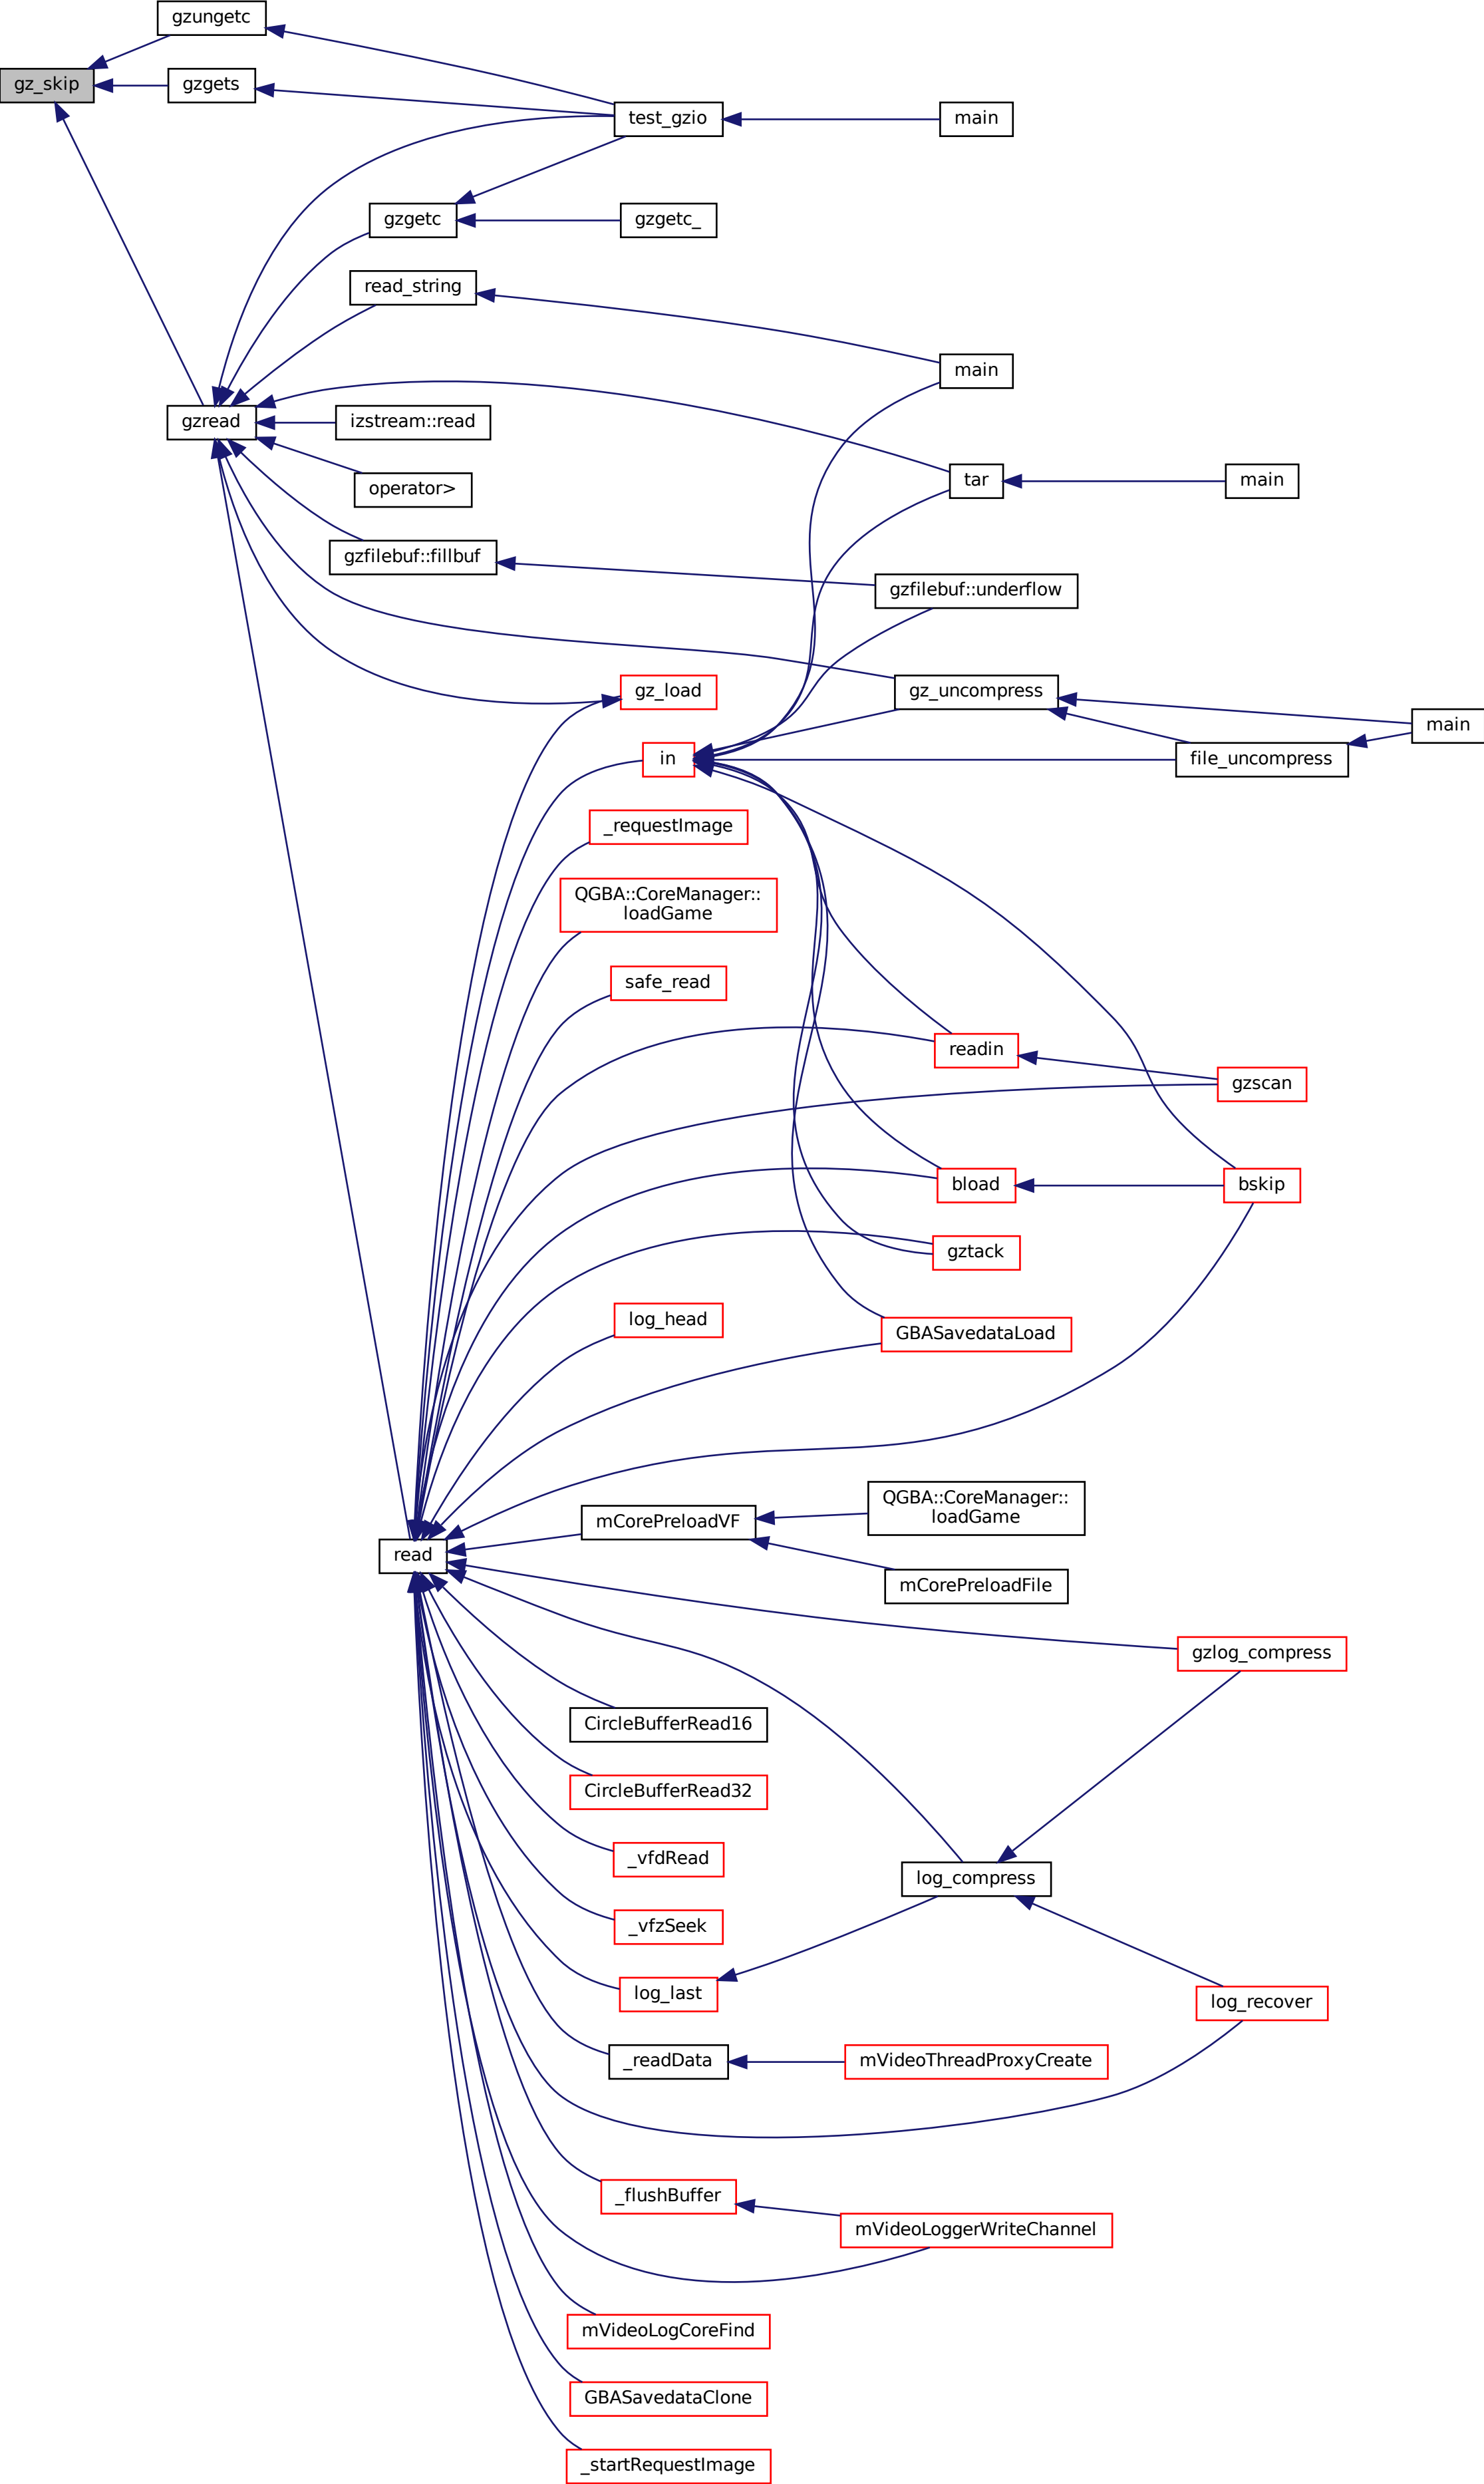 gzungetc
gz_skip
gzgets
test_gzio
main
gzgetc
gzgetc_
read_string
main
gzread
izstream::read
tar
main
operator>
gzfilebuf::fillbuf
gzfilebuf::underflow
gz_load
gz_uncompress
main
in
file_uncompress
_requestImage
QGBA::CoreManager::
loadGame
safe_read
readin
gzscan
bload
bskip
gztack
log_head
GBASavedataLoad
QGBA::CoreManager::
loadGame
mCorePreloadVF
read
mCorePreloadFile
gzlog_compress
CircleBufferRead16
CircleBufferRead32
_vfdRead
log_compress
_vfzSeek
log_last
log_recover
_readData
mVideoThreadProxyCreate
_flushBuffer
mVideoLoggerWriteChannel
mVideoLogCoreFind
GBASavedataClone
_startRequestImage